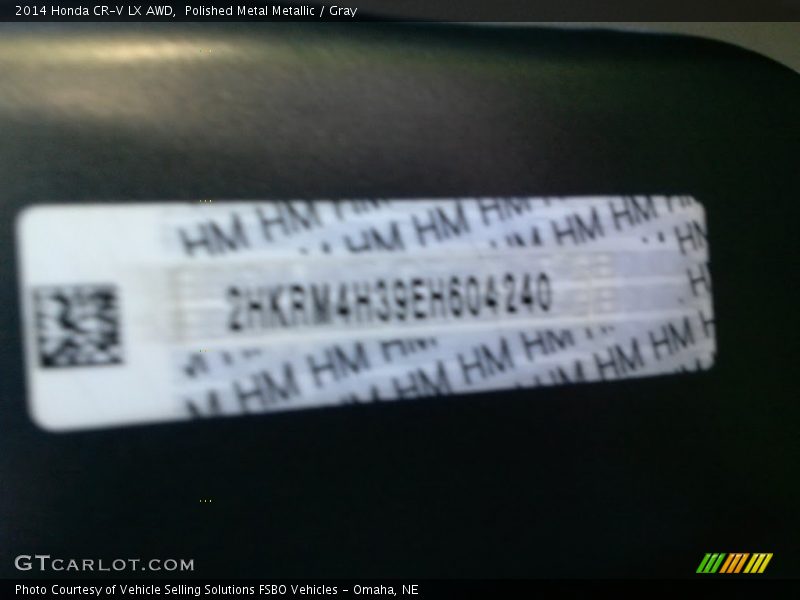 2014 Honda CR-V LX AWD,  Polished Metal Metallic / Gray
HM HM HM
HM HM HM
HM HM HM HM
2HKRM4H39EH604240
HM HM HM HM HM
HM HM HM HM HM HM
GTCARLOT.COM
Photo Courtesy of Vehicle Selling Solutions FSBO Vehicles - Omaha, NE